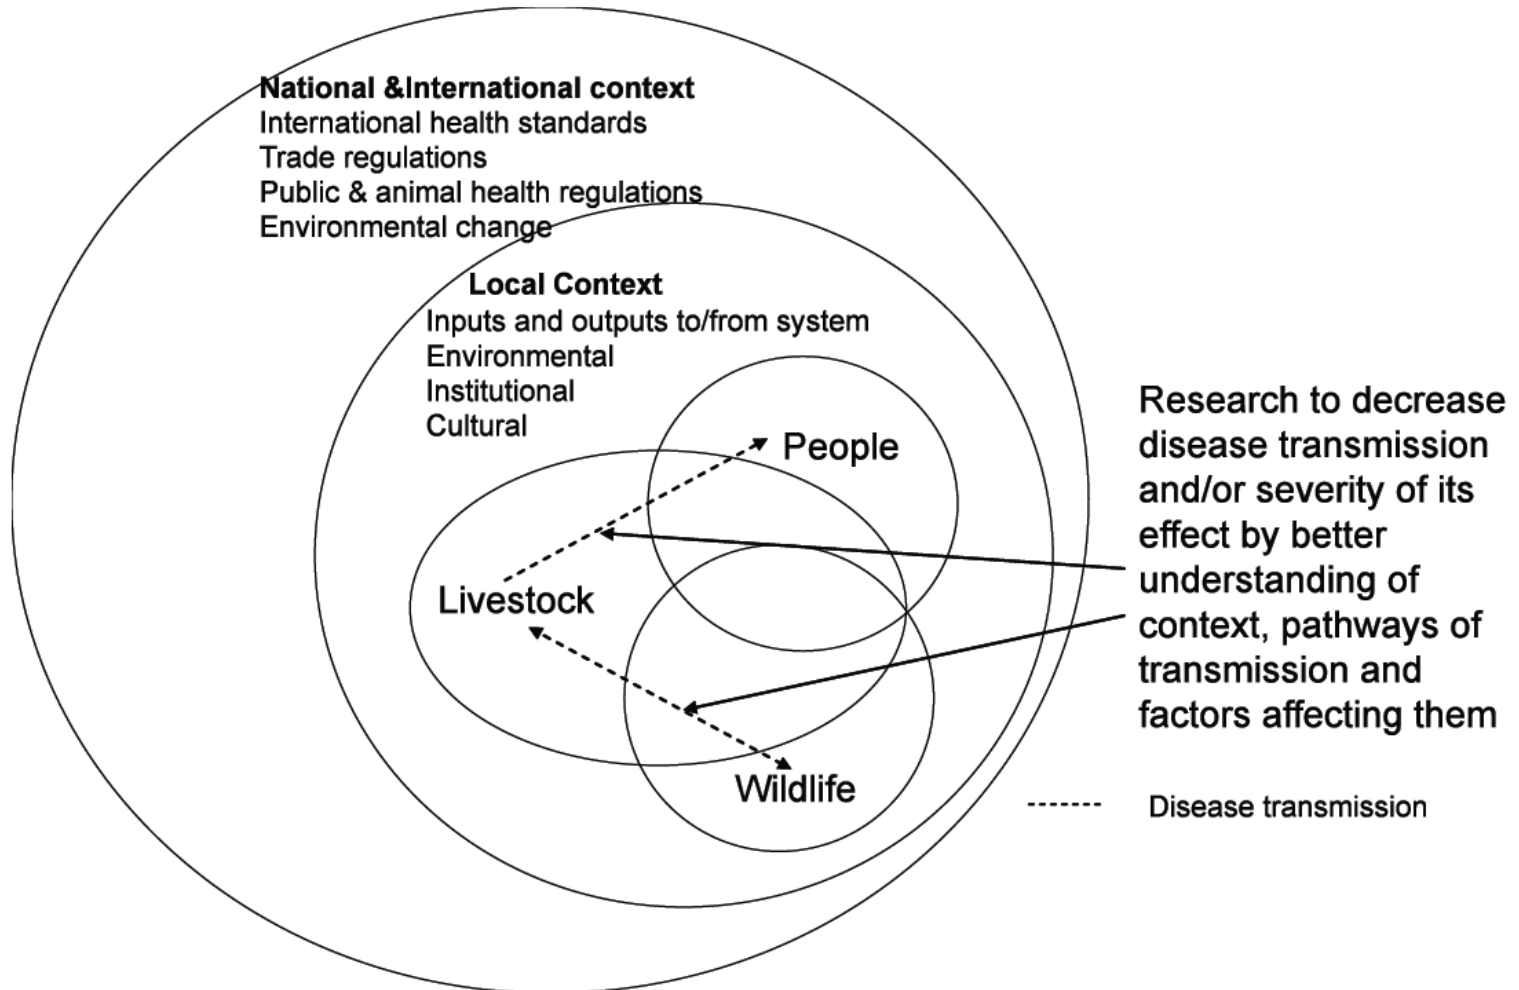 National &International context
International health standards
Trade regulations
Public & animal health regulations
Environmental change
Local Context
Inputs and outputs to/from system
Environmental
Institutional
Cultural
People
Livestock
Wildlife
Research to decrease
disease transmission
and/or severity of its
effect by better
understanding of
context, pathways of
transmission and
factors affecting them
Disease transmission